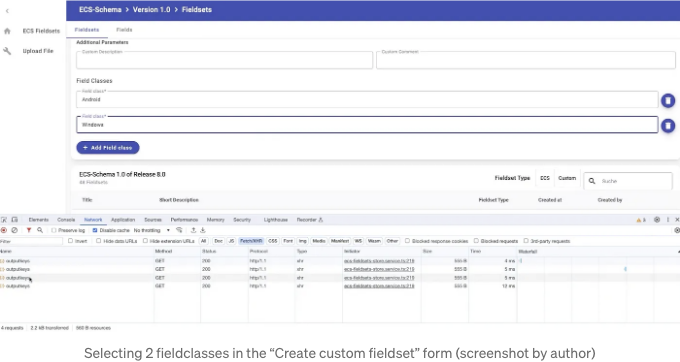 ECS-Schema > Version 1.0 > Fieldsets
ECS Fieldsets
Upload File
Fieldsets Fields
Additional Parameters
Custom Description Custom Comment
Field Classes
Field class*
Android
Field class*
Windows
+ Add Field class
ECS-Schema 1.0 of Release 8.0
Fieldset Type ECS Custom Suche
Title Short Description Fieldset Type Created at Created by
Elements Console Network Application Sources Performance Memory Security Lighthouse Recorder 6
Preserve log Disable cache No throttling
Filter Invert Hide data URLs Hide extension URLs All Doc JS Fetch/XHR CSS Font Img Media Manifest WS Wasm Other Blocked response cookies Blocked requests 3rd-party requests
Name Method Status Protocol Type Initiator Size Time Waterfall
outputkeys GET 200 http/1.1 xhr ecs-fieldsets-store.service.ts:215 555 B 4 ms
outputkeys GET 200 http/1.1 xhr ecs-fieldsets-store.service.ts:215 555 B 5 ms
outputkeys GET 200 http/1.1 xhr ecs-fieldsets-store.service.ts:215 555 B 5 ms
outputkeys GET 200 http/1.1 xhr ecs-fieldsets-store.service.ts:215 555 B 12 ms
4 requests 2.2 kB transferred 560 B resources
Selecting 2 fieldclasses in the “Create custom fieldset” form (screenshot by author)